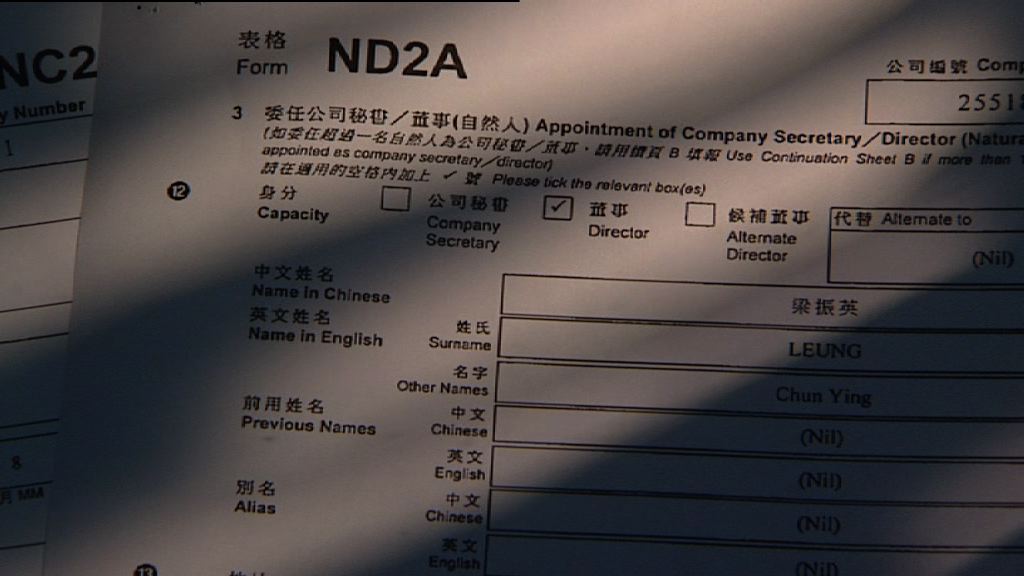 NC2
y Number
1
8
月 MM
表格
Form ND2A
公司編號 Comp
2551
3 委任公司秘書／董事(自然人) Appointment of Company Secretary／Director (Natura
(如委任超過一名自然人為公司秘書／董事，請用續頁 B 填報 Use Continuation Sheet B if more than 1
appointed as company secretary／director)
請在適用的空格內加上 ✓ 號 Please tick the relevant box(es)
12 身分
Capacity
公司秘書
Company
Secretary
✓ 董事
Director
候補董事
Alternate
Director
代替 Alternate to
(Nil)
中文姓名
Name in Chinese
梁振英
英文姓名
Name in English
姓氏
Surname
LEUNG
名字
Other Names
Chun Ying
前用姓名
Previous Names
中文
Chinese
(Nil)
英文
English
(Nil)
別名
Alias
中文
Chinese
(Nil)
英文
English
(Nil)
13